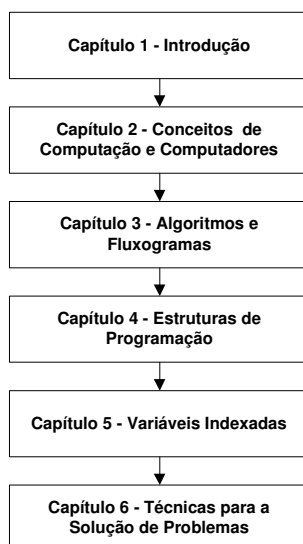 Capítulo 1 - Introdução
Capítulo 2 - Conceitos de
Computação e Computadores
Capítulo 3 - Algoritmos e
Fluxogramas
Capítulo 4 - Estruturas de
Programação
Capítulo 5 - Variáveis Indexadas
Capítulo 6 - Técnicas para a
Solução de Problemas